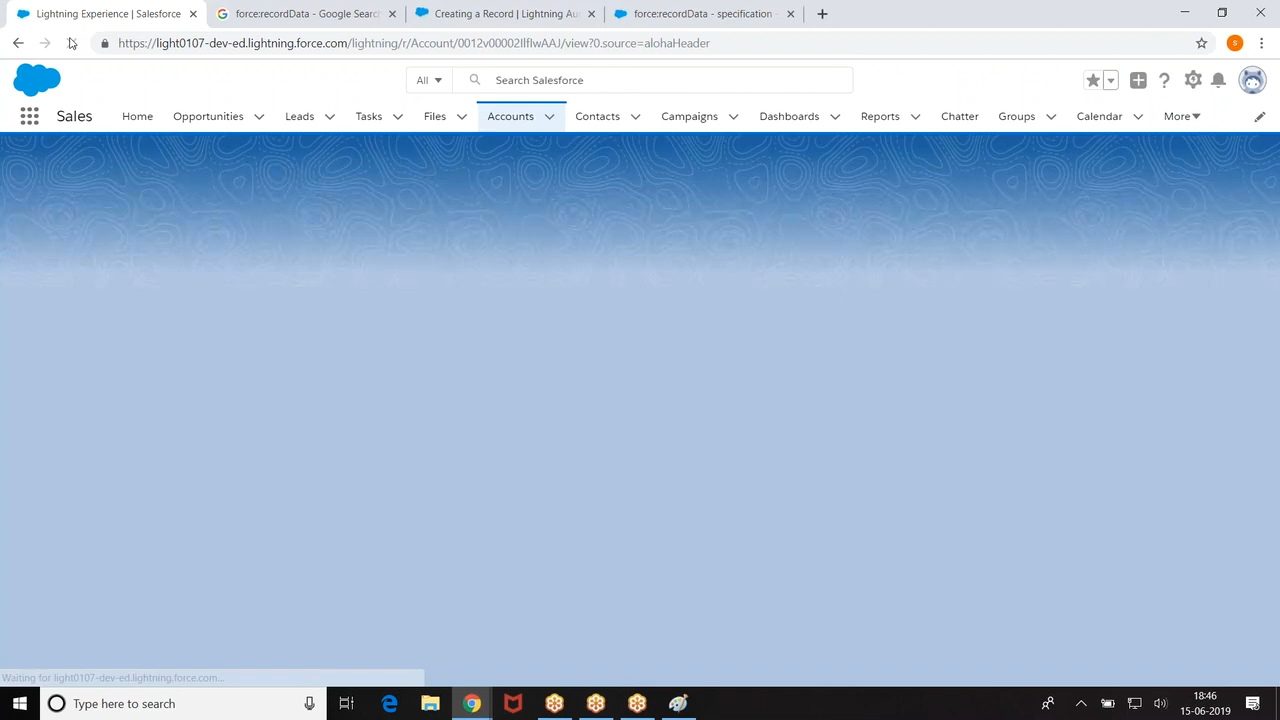 Lightning Experience | Salesforce
force:recordData - Google Search
Creating a Record | Lightning Au
force:recordData - specification -
https://light0107-dev-ed.lightning.force.com/lightning/r/Account/0012v00002IlfIwAAJ/view?0.source=alohaHeader
S
All
Search Salesforce
Sales
Home
Opportunities
Leads
Tasks
Files
Accounts
Contacts
Campaigns
Dashboards
Reports
Chatter
Groups
Calendar
More
Waiting for light0107-dev-ed.lightning.force.com...
Type here to search
18:46
15-06-2019